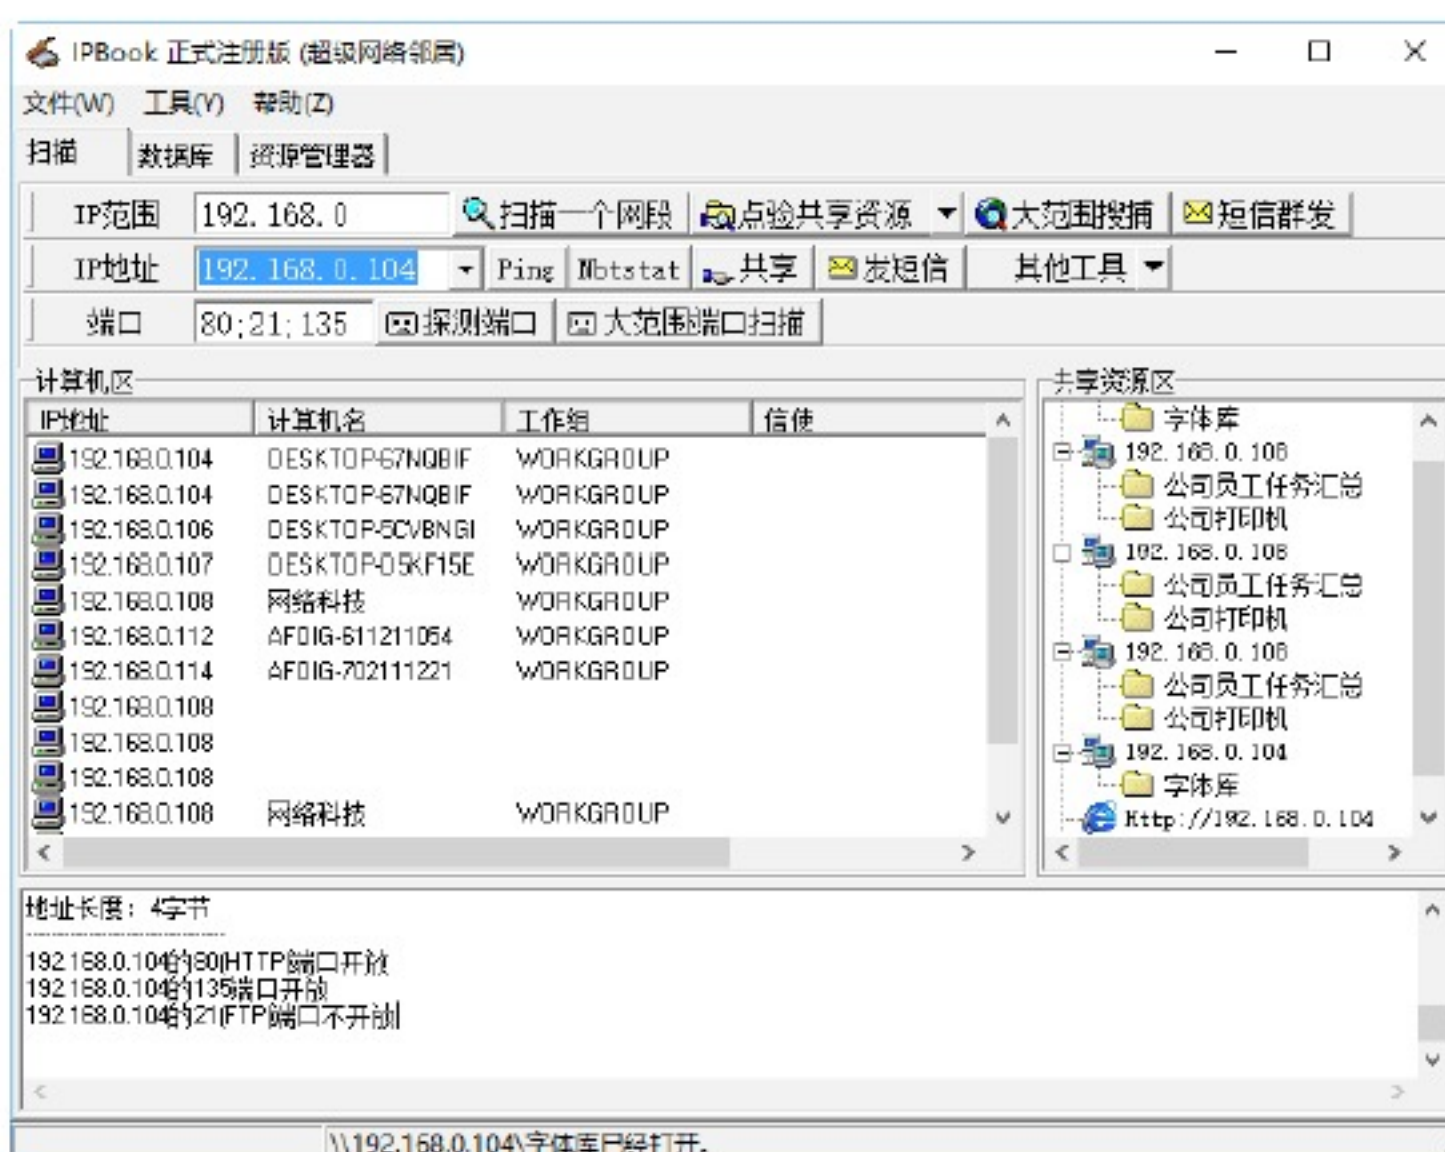 IPBook 正式注册版 (超级网络邻居)
文件(W) 工具(Y) 帮助(Z)
扫描 数据库 资源管理器
IP范围 192.168.0 扫描一个网段 点验共享资源 大范围搜捕 短信群发
IP地址 192.168.0.104 Ping Nbtstat 共享 发短信 其他工具
端口 80;21;135 探测端口 大范围端口扫描
计算机区
IP地址 计算机名 工作组 信使
192.168.0.104 DESKTOP-67NQBIF WORKGROUP
192.168.0.104 DESKTOP-67NQBIF WORKGROUP
192.168.0.106 DESKTOP-5CVBNGI WORKGROUP
192.168.0.107 DESKTOP-O5KF15E WORKGROUP
192.168.0.108 网络科技 WORKGROUP
192.168.0.112 AFDIG-611211054 WORKGROUP
192.168.0.114 AFDIG-702111221 WORKGROUP
192.168.0.108
192.168.0.108
192.168.0.108
192.168.0.108 网络科技 WORKGROUP
共享资源区
字体库
192.168.0.108
公司员工任务汇总
公司打印机
192.168.0.108
公司员工任务汇总
公司打印机
192.168.0.108
公司员工任务汇总
公司打印机
192.168.0.104
字体库
Http://192.168.0.104
地址长度：4字节
192.168.0.104的80(HTTP)端口开放
192.168.0.104的135端口开放
192.168.0.104的21(FTP)端口不开放
\\192.168.0.104\字体库已经打开。